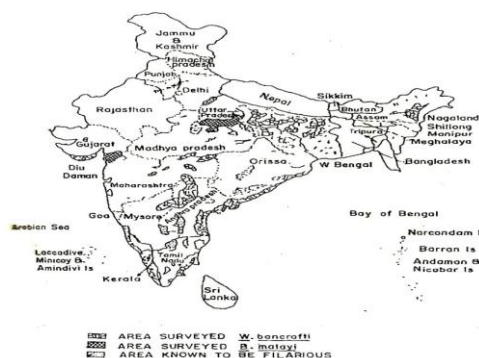 Jammu
&
Kashmir
Himachal
pradesh
Punjab
Delhi
Rajasthan
Uttar
Pradesh
Nepal
Sikkim
Bhutan
Assam
Tripura
Nagaland
Shillong
Manipur
Meghalaya
Gujarat
Madhya pradesh
Diu
Daman
Orissa
W Bengal
Bangladesh
Maharashtra
Andhra pradesh
Goa
Mysore
Arabian Sea
Bay of Bengal
Laccadive,
Minicoy &
Amindivi Is
Narcondam I
Barran Is
Andaman &
Nicobar Is
Kerala
Tamil
Nadu
Sri
Lanka
AREA SURVEYED W. bancrofti
AREA SURVEYED B. malayi
AREA KNOWN TO BE FILARIOUS